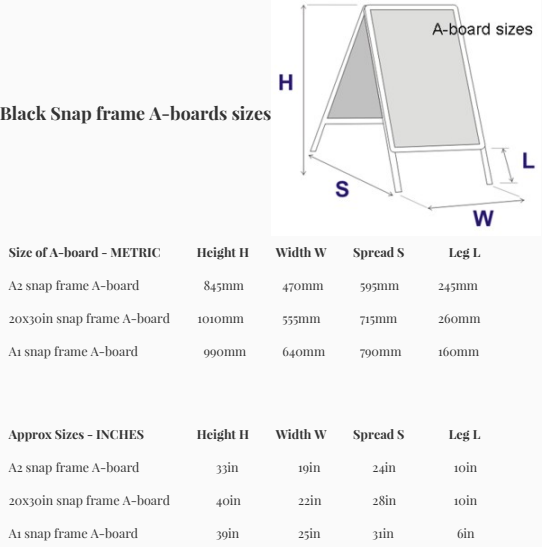 A-board sizes
H
Black Snap frame A-boards sizes
L
S
W
Size of A-board - METRIC Height H Width W Spread S Leg L
A2 snap frame A-board 845mm 470mm 595mm 245mm
20x30in snap frame A-board 1010mm 555mm 715mm 260mm
A1 snap frame A-board 990mm 640mm 790mm 160mm
Approx Sizes - INCHES Height H Width W Spread S Leg L
A2 snap frame A-board 33in 19in 24in 10in
20x30in snap frame A-board 40in 22in 28in 10in
A1 snap frame A-board 39in 25in 31in 6in